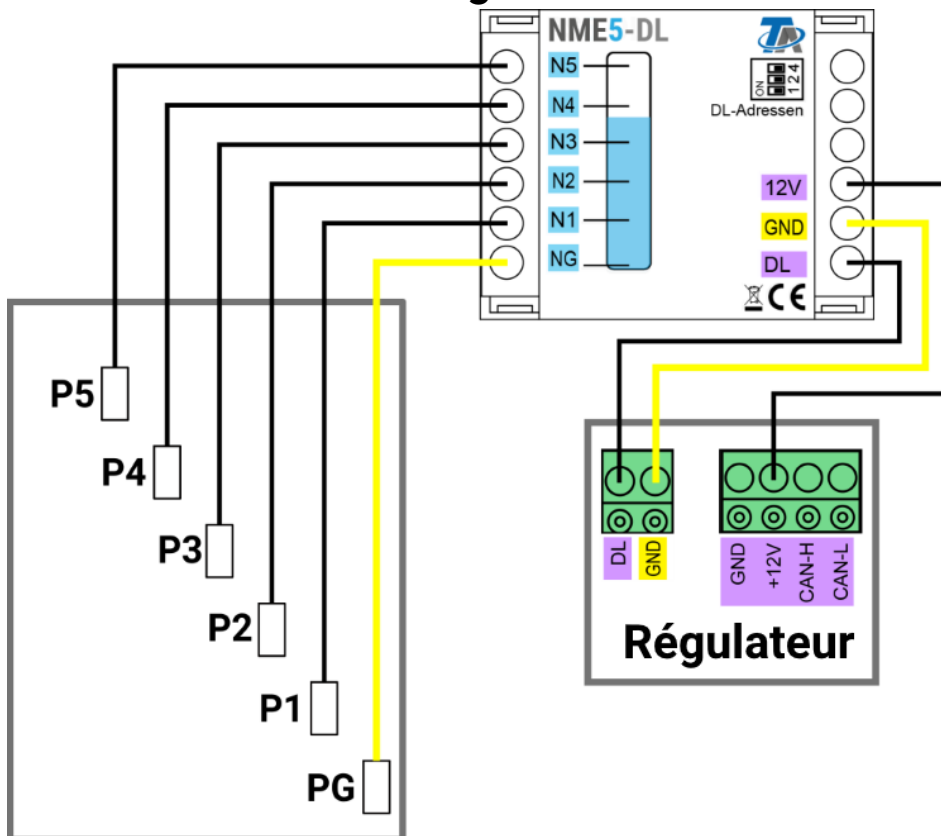 g
NME5-DL
TA
N5
N4
N3
N2
N1
NG
ON
1 2 4
DL-Adressen
12V
GND
DL
CE
P5
P4
P3
P2
P1
PG
DL
GND
GND
+12V
CAN-H
CAN-L
Régulateur